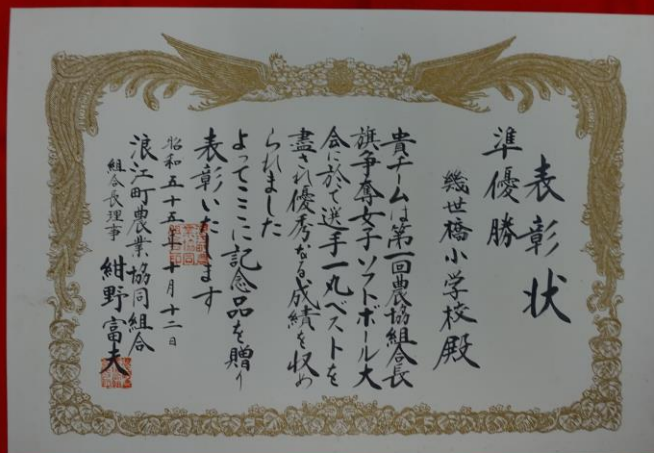 表彰状
準優勝
幾世橋小学校殿
貴チームは第一回農協組合長
旗争奪女子ソフトボール大
会に於て選手一丸ベストを
盡され優秀なる成績を収め
られました
よってここに記念品を贈り
表彰いたします
昭和五十五年十月十二日
浪江町農業協同組合
組合長理事 紺野富夫